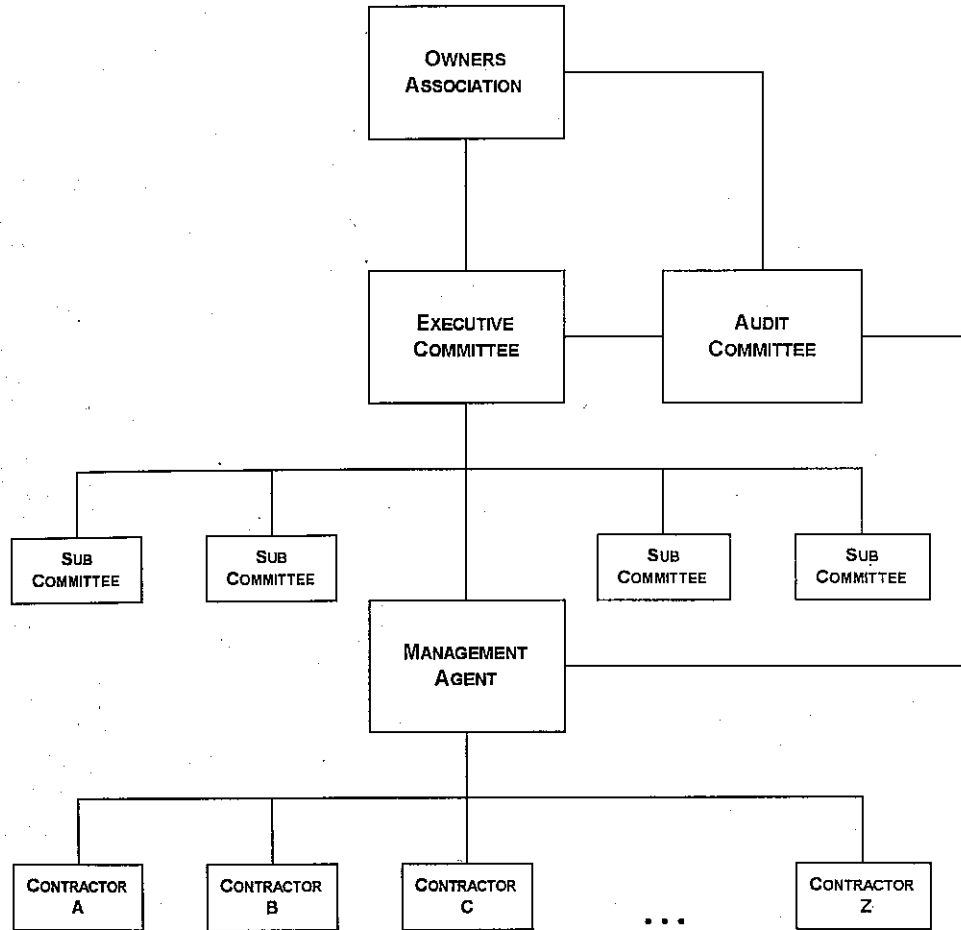 OWNERS
ASSOCIATION
EXECUTIVE
COMMITTEE
AUDIT
COMMITTEE
SUB
COMMITTEE
SUB
COMMITTEE
SUB
COMMITTEE
SUB
COMMITTEE
MANAGEMENT
AGENT
CONTRACTOR
A
CONTRACTOR
B
CONTRACTOR
C
...
CONTRACTOR
Z